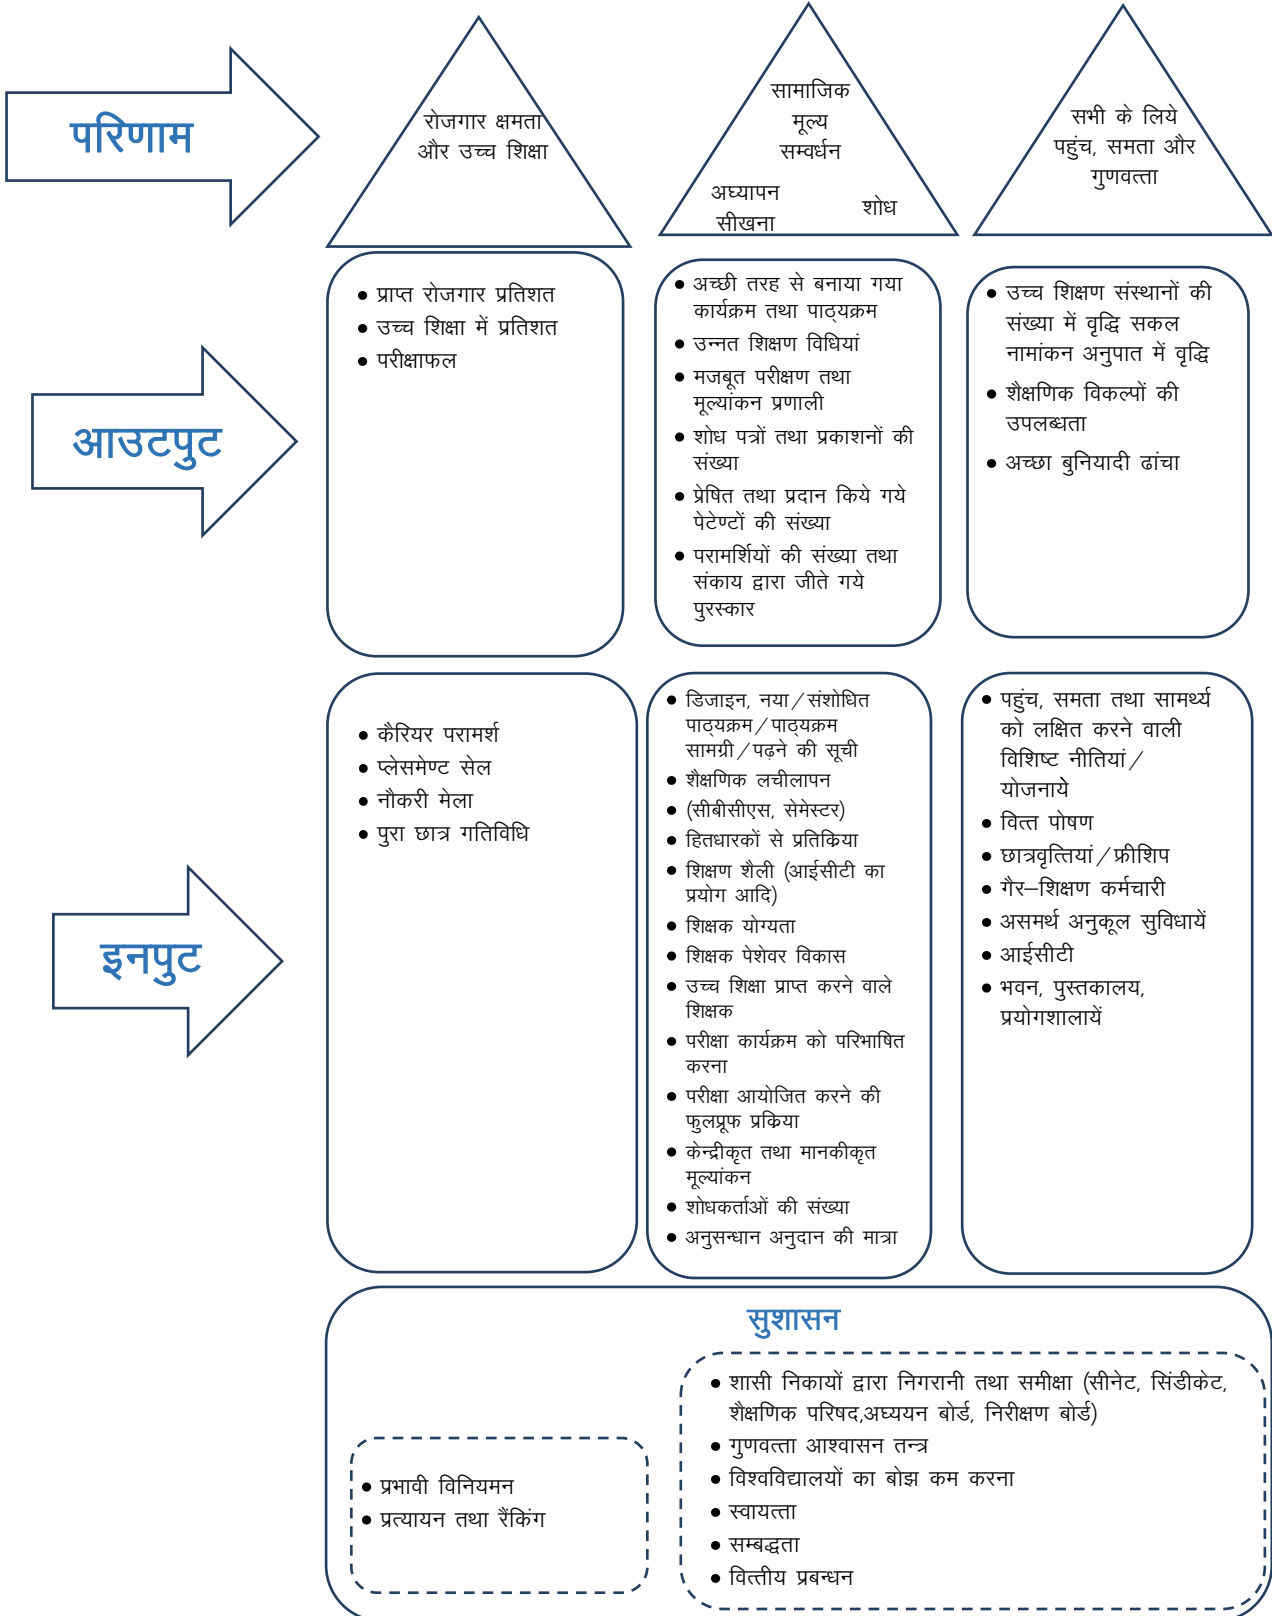 परिणाम
रोजगार क्षमता
और उच्च शिक्षा
सामाजिक
मूल्य
सम्वर्धन
अघ्यापन
सीखना
शोध
सभी के लिये
पहुंच, समता और
गुणवत्ता
आउटपुट
• प्राप्त रोजगार प्रतिशत
• उच्च शिक्षा में प्रतिशत
• परीक्षाफल
• अच्छी तरह से बनाया गया
कार्यक्रम तथा पाठ्यक्रम
• उन्नत शिक्षण विधियां
• मजबूत परीक्षण तथा
मूल्यांकन प्रणाली
• शोध पत्रों तथा प्रकाशनों की
संख्या
• प्रेषित तथा प्रदान किये गये
पेटेण्टों की संख्या
• परामर्शियों की संख्या तथा
संकाय द्वारा जीते गये
पुरस्कार
• उच्च शिक्षण संस्थानों की
संख्या में वृद्धि सकल
नामांकन अनुपात में वृद्धि
• शैक्षणिक विकल्पों की
उपलब्धता
• अच्छा बुनियादी ढांचा
इनपुट
• कैरियर परामर्श
• प्लेसमेण्ट सेल
• नौकरी मेला
• पुरा छात्र गतिविधि
• डिजाइन, नया/संशोधित
पाठ्यक्रम/पाठ्यक्रम
सामग्री/पढ़ने की सूची
• शैक्षणिक लचीलापन
• (सीबीसीएस, सेमेस्टर)
• हितधारकों से प्रतिक्रिया
• शिक्षण शैली (आईसीटी का
प्रयोग आदि)
• शिक्षक योग्यता
• शिक्षक पेशेवर विकास
• उच्च शिक्षा प्राप्त करने वाले
शिक्षक
• परीक्षा कार्यक्रम को परिभाषित
करना
• परीक्षा आयोजित करने की
फुलप्रूफ प्रक्रिया
• केन्द्रीकृत तथा मानकीकृत
मूल्यांकन
• शोधकर्ताओं की संख्या
• अनुसन्धान अनुदान की मात्रा
• पहुंच, समता तथा सामर्थ्य
को लक्षित करने वाली
विशिष्ट नीतियां/
योजनायें
• वित्त पोषण
• छात्रवृत्तियां/फ्रीशिप
• गैर–शिक्षण कर्मचारी
• असमर्थ अनुकूल सुविधायें
• आईसीटी
• भवन, पुस्तकालय,
प्रयोगशालायें
सुशासन
• प्रभावी विनियमन
• प्रत्यायन तथा रैंकिंग
• शासी निकायों द्वारा निगरानी तथा समीक्षा (सीनेट, सिंडीकेट,
शैक्षणिक परिषद,अघ्ययन बोर्ड, निरीक्षण बोर्ड)
• गुणवत्ता आश्वासन तन्त्र
• विश्वविद्यालयों का बोझ कम करना
• स्वायत्ता
• सम्बद्धता
• वित्तीय प्रबन्धन